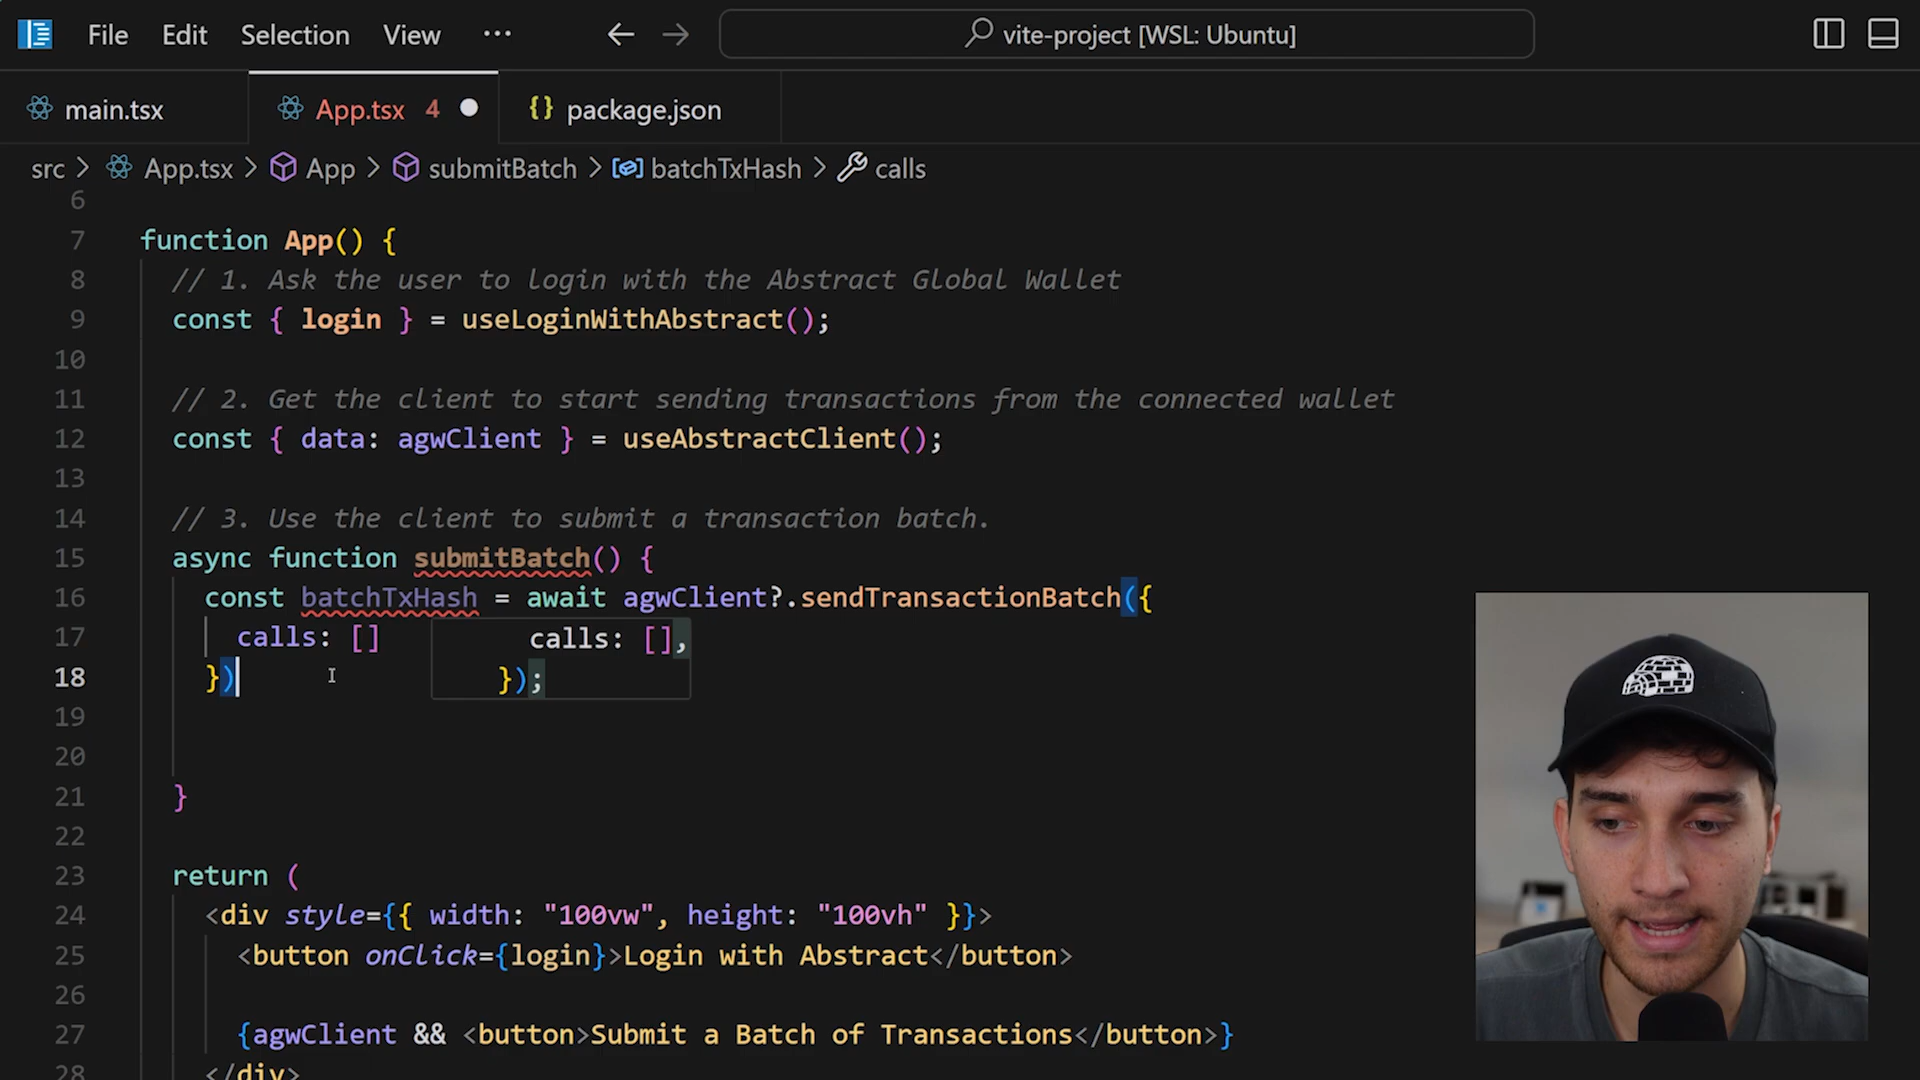 File Edit Selection View ··· vite-project [WSL: Ubuntu]
main.tsx App.tsx 4 package.json
src > App.tsx > App > submitBatch > batchTxHash > calls
6
7 function App() {
8 // 1. Ask the user to login with the Abstract Global Wallet
9 const { login } = useLoginWithAbstract();
10
11 // 2. Get the client to start sending transactions from the connected wallet
12 const { data: agwClient } = useAbstractClient();
13
14 // 3. Use the client to submit a transaction batch.
15 async function submitBatch() {
16 const batchTxHash = await agwClient?.sendTransactionBatch({
17 calls: [] calls: [],
18 }) });
19
20
21 }
22
23 return (
24 <div style={{ width: "100vw", height: "100vh" }}>
25 <button onClick={login}>Login with Abstract</button>
26
27 {agwClient && <button>Submit a Batch of Transactions</button>}
28 </div>